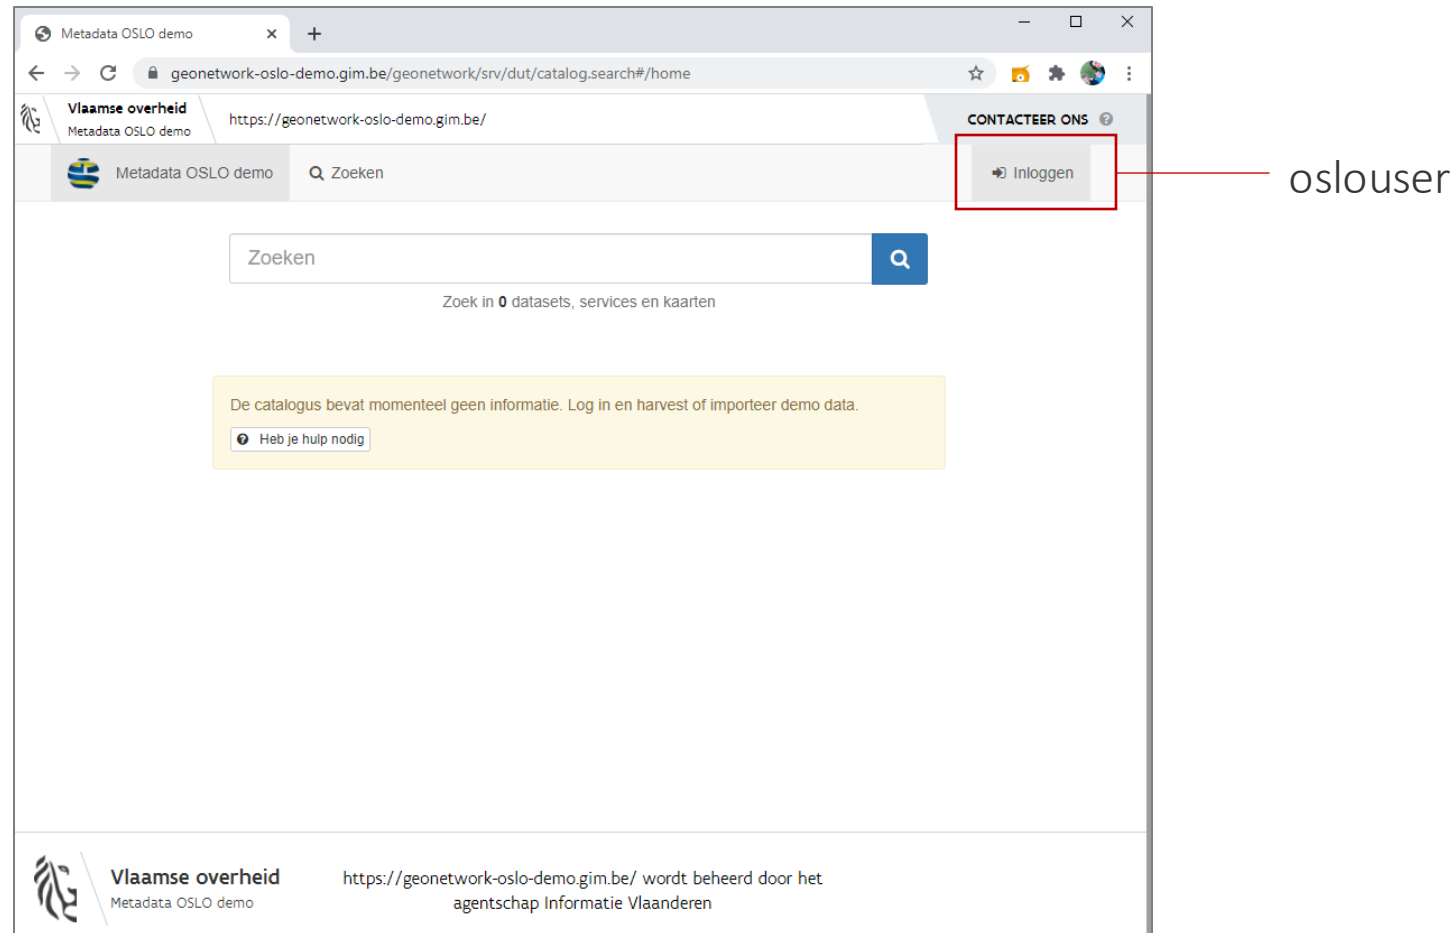 Metadata OSLO demo
geonetwork-oslo-demo.gim.be/geonetwork/srv/dut/catalog.search#/home
Vlaamse overheid
Metadata OSLO demo
https://geonetwork-oslo-demo.gim.be/
CONTACTEER ONS
Metadata OSLO demo
Zoeken
Inloggen
oslouser
Zoeken
Zoek in 0 datasets, services en kaarten
De catalogus bevat momenteel geen informatie. Log in en harvest of importeer demo data.
Heb je hulp nodig
Vlaamse overheid
Metadata OSLO demo
https://geonetwork-oslo-demo.gim.be/ wordt beheerd door het
agentschap Informatie Vlaanderen